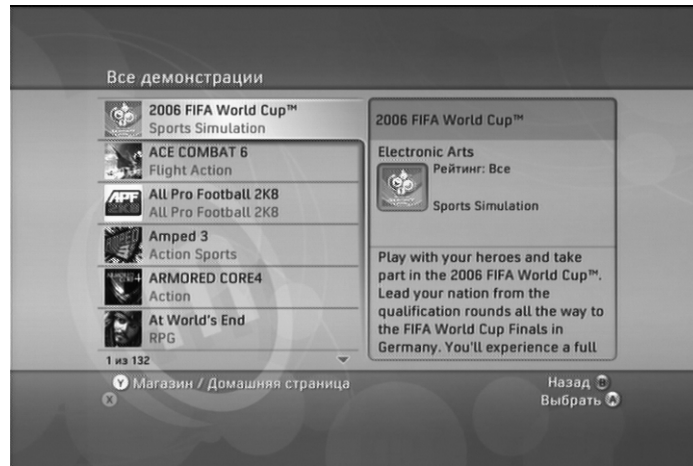 Все демонстрации
2006 FIFA World Cup™
Sports Simulation
ACE COMBAT 6
Flight Action
APF
2K8
All Pro Football 2K8
All Pro Football 2K8
AMPED
Amped 3
Action Sports
ARMORED CORE4
Action
At World's End
RPG
1 из 132
2006 FIFA World Cup™
Electronic Arts
Рейтинг: Все
Sports Simulation
Play with your heroes and take
part in the 2006 FIFA World Cup™.
Lead your nation from the
qualification rounds all the way to
the FIFA World Cup Finals in
Germany. You'll experience a full
Y Магазин / Домашняя страница
X
Назад B
Выбрать A